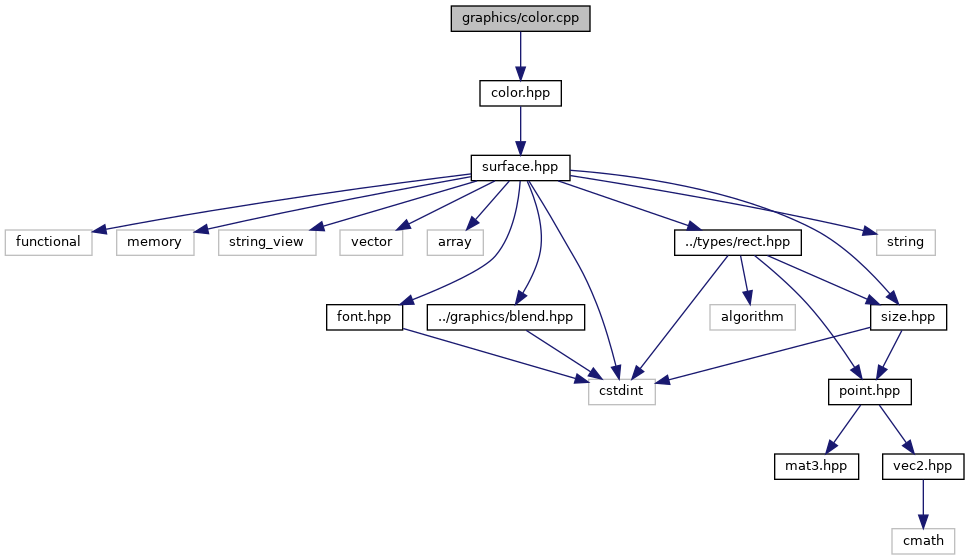 graphics/color.cpp
color.hpp
surface.hpp
functional
memory
string_view
vector
array
../types/rect.hpp
string
font.hpp
../graphics/blend.hpp
algorithm
size.hpp
cstdint
point.hpp
mat3.hpp
vec2.hpp
cmath